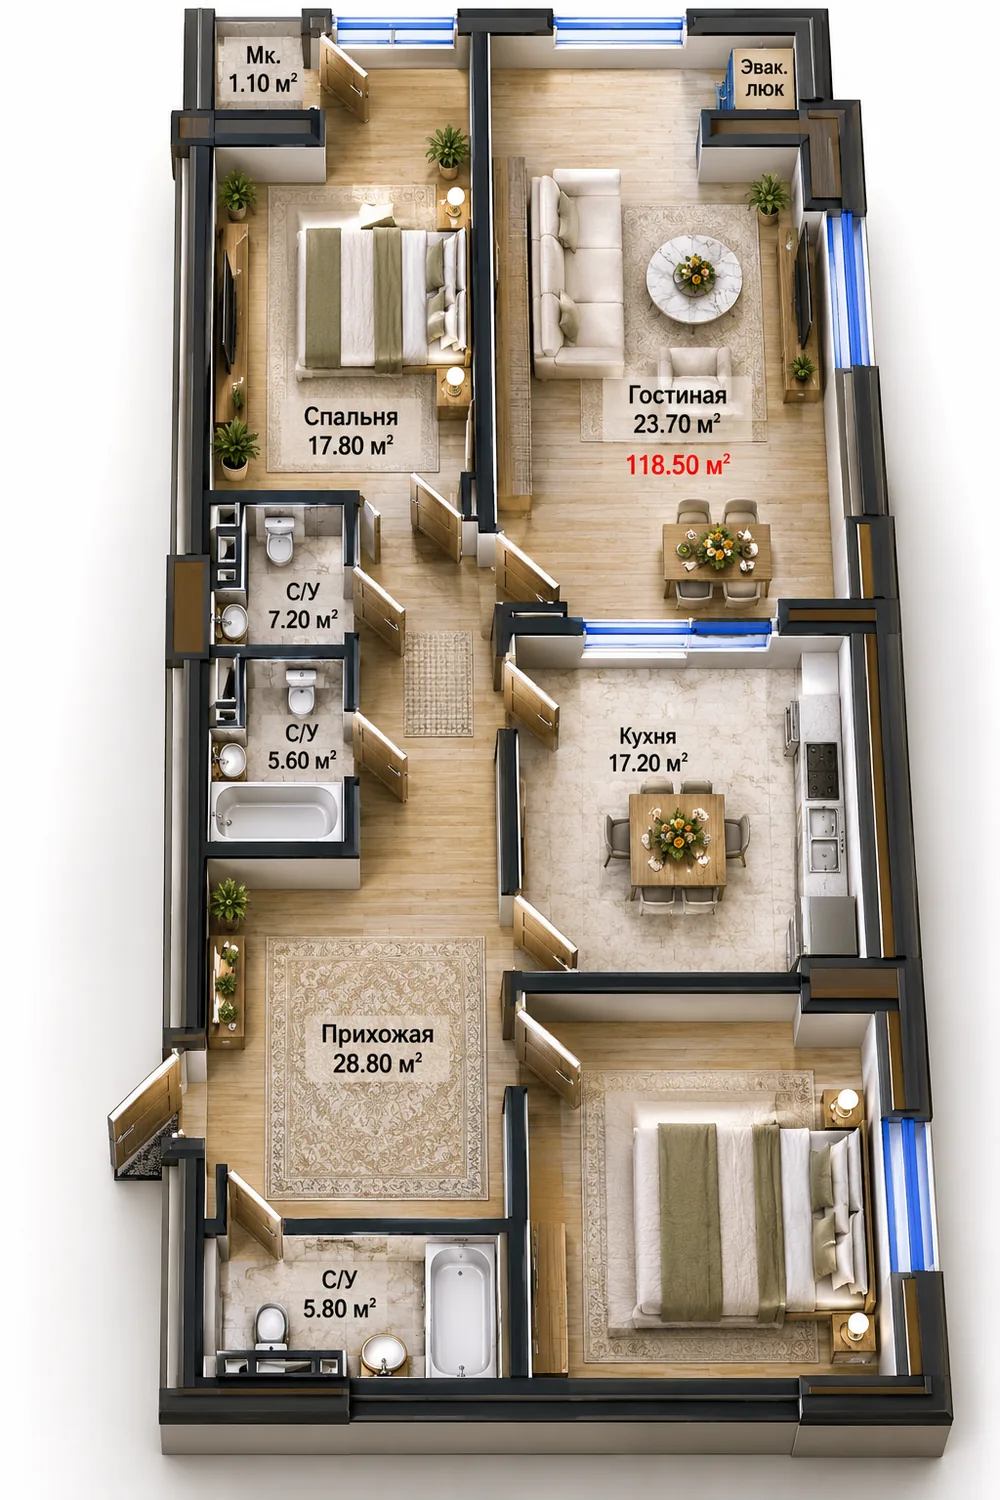 Мк.
1.10 м²
Эвак.
люк
Спальня
17.80 м²
Гостиная
23.70 м²
118.50 м²
С/У
7.20 м²
С/У
5.60 м²
Кухня
17.20 м²
Прихожая
28.80 м²
С/У
5.80 м²